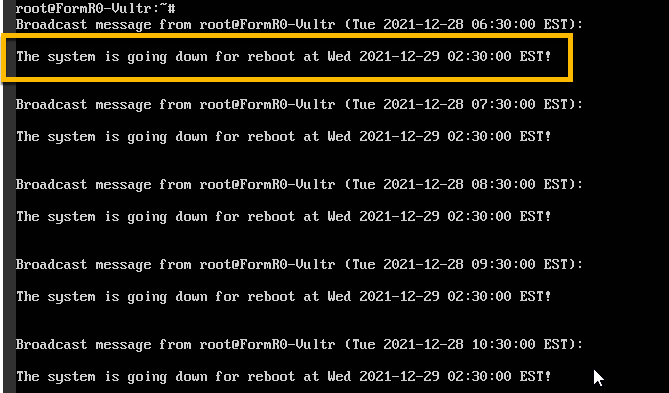 root@FormR0-Vultr:~#
Broadcast message from root@FormR0-Vultr (Tue 2021-12-28 06:30:00 EST):
The system is going down for reboot at Wed 2021-12-29 02:30:00 EST!
Broadcast message from root@FormR0-Vultr (Tue 2021-12-28 07:30:00 EST):
The system is going down for reboot at Wed 2021-12-29 02:30:00 EST!
Broadcast message from root@FormR0-Vultr (Tue 2021-12-28 08:30:00 EST):
The system is going down for reboot at Wed 2021-12-29 02:30:00 EST!
Broadcast message from root@FormR0-Vultr (Tue 2021-12-28 09:30:00 EST):
The system is going down for reboot at Wed 2021-12-29 02:30:00 EST!
Broadcast message from root@FormR0-Vultr (Tue 2021-12-28 10:30:00 EST):
The system is going down for reboot at Wed 2021-12-29 02:30:00 EST!